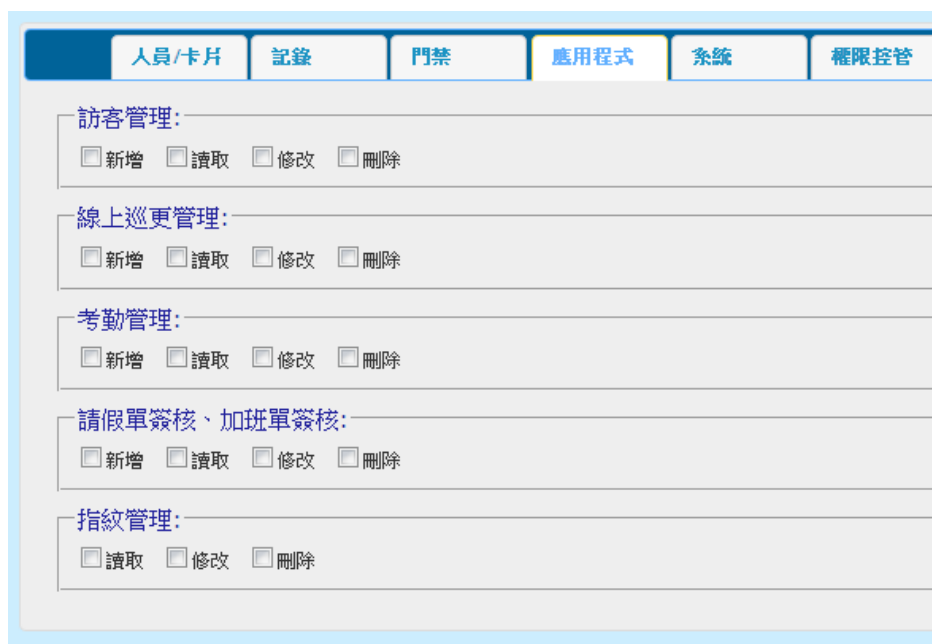 人員/卡片 記錄 門禁 應用程式 系統 權限控管
訪客管理:
新增 讀取 修改 刪除
線上巡更管理:
新增 讀取 修改 刪除
考勤管理:
新增 讀取 修改 刪除
請假單簽核、加班單簽核:
新增 讀取 修改 刪除
指紋管理:
讀取 修改 刪除